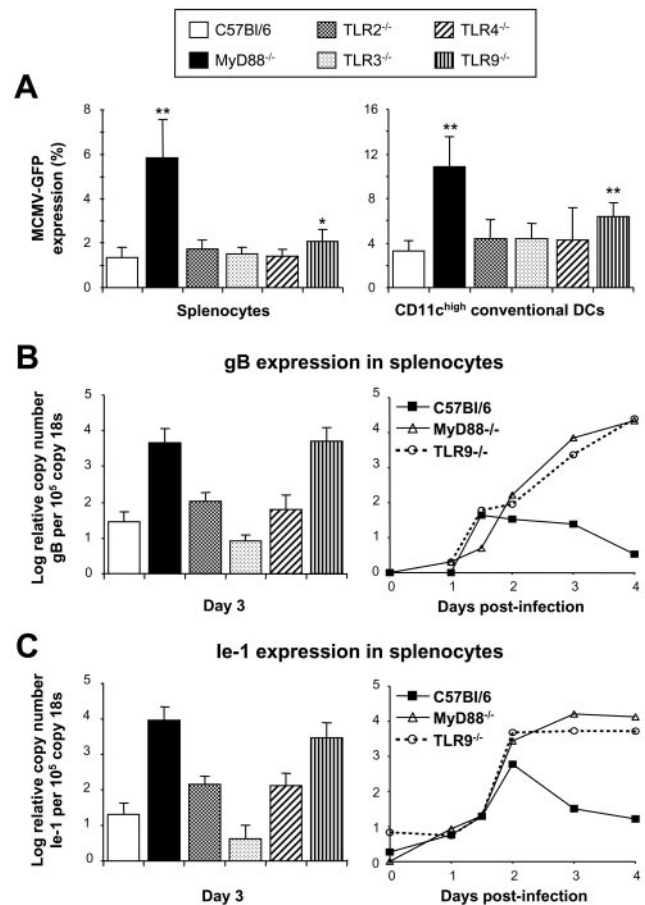 C57Bl/6 TLR2-/- TLR4-/-
MyD88-/- TLR3-/- TLR9-/-
A
MCMV-GFP
expression (%)
8
6
4
2
0
**
*
Splenocytes
16
12
8
4
0
**
**
CD11chigh conventional DCs
B
gB expression in splenocytes
Log relative copy number
gB per 10⁵ copy 18s
5
4
3
2
1
0
Day 3
C57Bl/6
MyD88-/-
TLR9-/-
5
4
3
2
1
0
0 1 2 3 4
Days post-infection
C
Ie-1 expression in splenocytes
Log relative copy number
Ie-1 per 10⁵ copy 18s
5
4
3
2
1
0
Day 3
C57Bl/6
MyD88-/-
TLR9-/-
5
4
3
2
1
0
0 1 2 3 4
Days post-infection